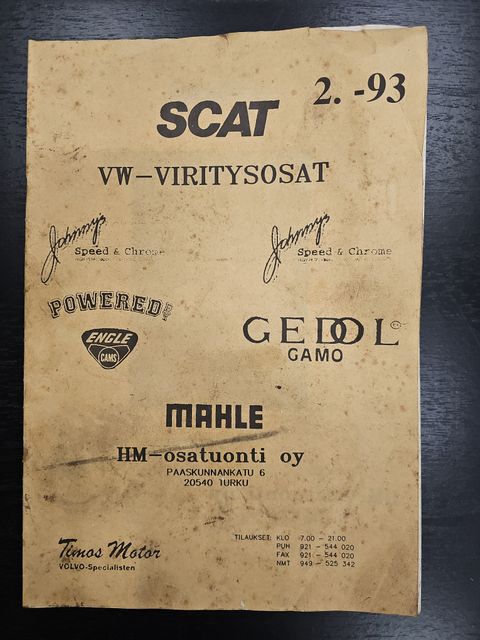 2. -93
SCAT
VW-VIRITYSOSAT
Johnny's
Speed & Chrome
Johnny's
Speed & Chrome
POWERED BY
ENGLE
CAMS
GEDOL
GAMO
MAHLE
HM-osatuonti oy
PAASKUNNANKATU 6
20540 TURKU
Timos Motor
VOLVO-Specialisten
TILAUKSET: KLO 7.00 - 21.00
PUH 921 - 544 020
FAX 921 - 544 020
NMT 949 - 525 342